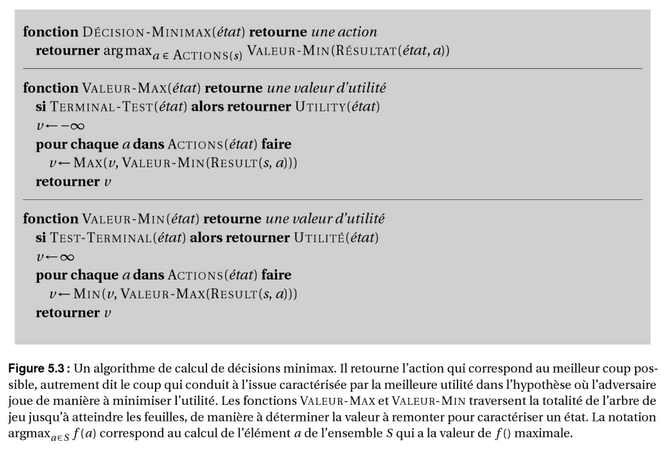 fonction DÉCISION-MINIMAX(état) retourne une action
retourner arg max a ∈ ACTIONS(s) VALEUR-MIN(RÉSULTAT(état, a))
fonction VALEUR-MAX(état) retourne une valeur d'utilité
si TERMINAL-TEST(état) alors retourner UTILITY(état)
v ← −∞
pour chaque a dans ACTIONS(état) faire
v ← MAX(v, VALEUR-MIN(RESULT(s, a)))
retourner v
fonction VALEUR-MIN(état) retourne une valeur d'utilité
si TEST-TERMINAL(état) alors retourner UTILITÉ(état)
v ← ∞
pour chaque a dans ACTIONS(état) faire
v ← MIN(v, VALEUR-MAX(RESULT(s, a)))
retourner v
Figure 5.3 : Un algorithme de calcul de décisions minimax. Il retourne l'action qui correspond au meilleur coup pos-
sible, autrement dit le coup qui conduit à l'issue caractérisée par la meilleure utilité dans l'hypothèse où l'adversaire
joue de manière à minimiser l'utilité. Les fonctions VALEUR-MAX et VALEUR-MIN traversent la totalité de l'arbre de
jeu jusqu'à atteindre les feuilles, de manière à déterminer la valeur à remonter pour caractériser un état. La notation
argmax a∈S f(a) correspond au calcul de l'élément a de l'ensemble S qui a la valeur de f() maximale.